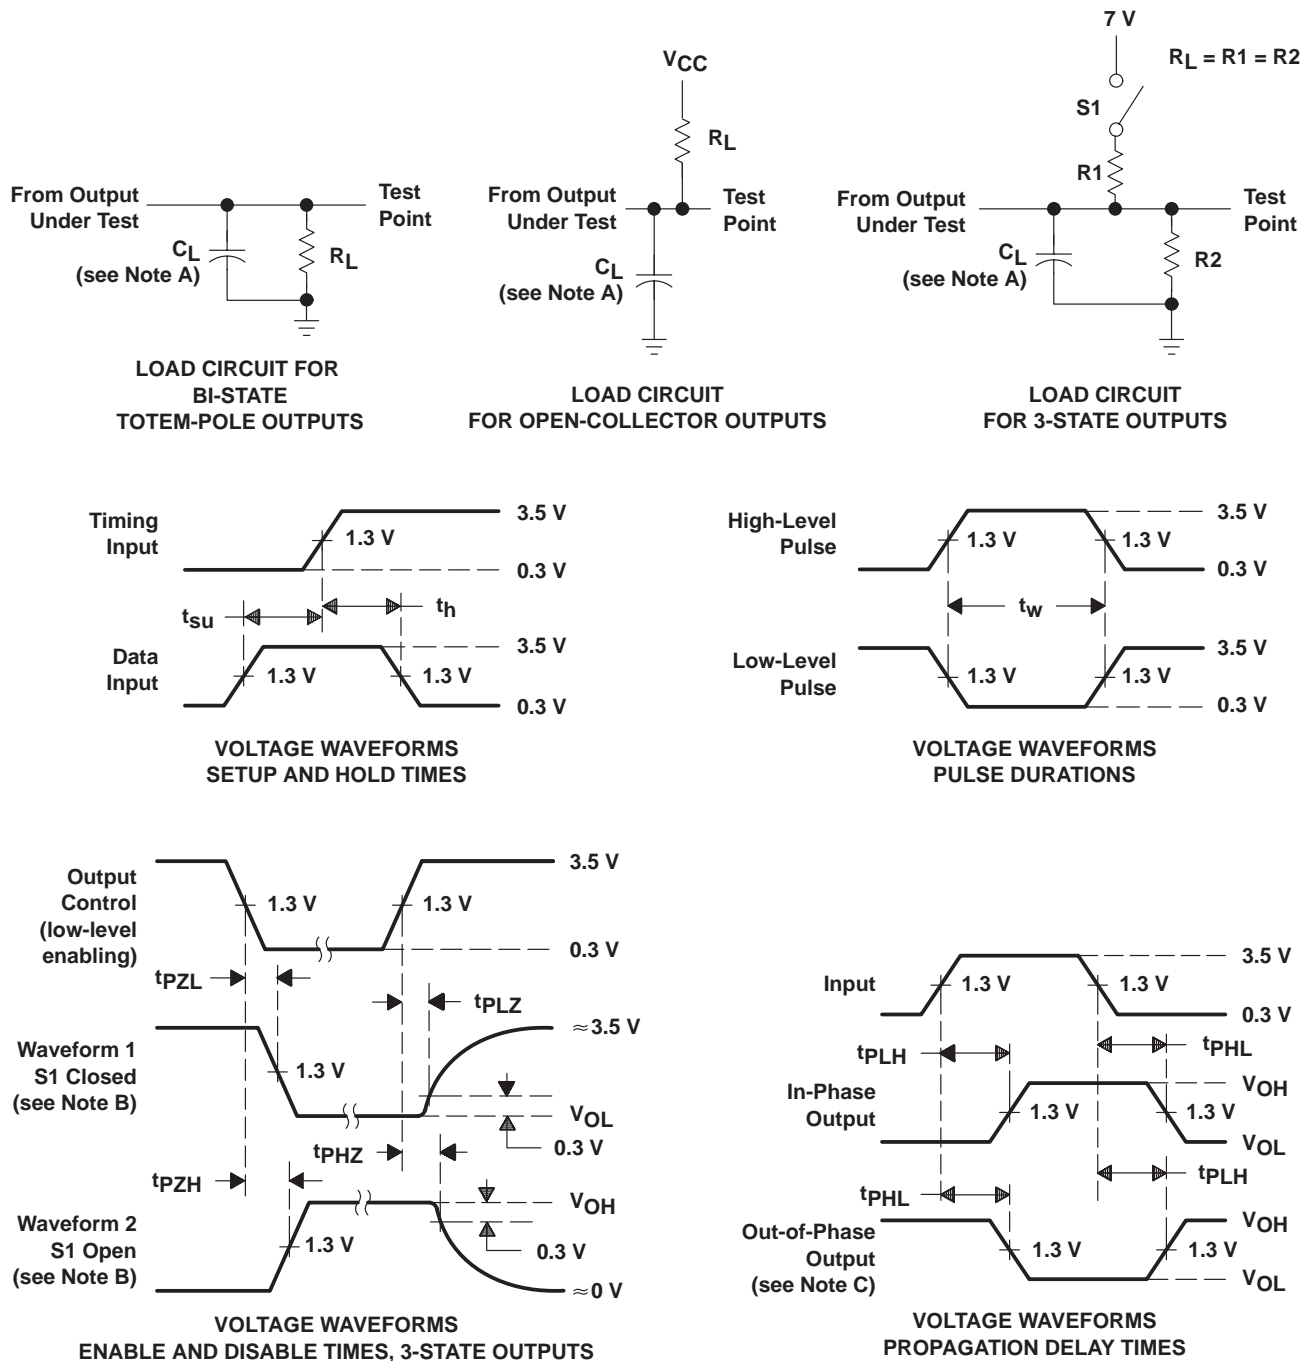 7 V
RL = R1 = R2
S1
R1
From Output
Under Test
Test
Point
CL
(see Note A)
RL
LOAD CIRCUIT FOR
BI-STATE
TOTEM-POLE OUTPUTS
VCC
RL
From Output
Under Test
Test
Point
CL
(see Note A)
LOAD CIRCUIT
FOR OPEN-COLLECTOR OUTPUTS
From Output
Under Test
Test
Point
CL
(see Note A)
R2
LOAD CIRCUIT
FOR 3-STATE OUTPUTS
Timing
Input
3.5 V
1.3 V
0.3 V
tsu
th
Data
Input
3.5 V
1.3 V
1.3 V
0.3 V
VOLTAGE WAVEFORMS
SETUP AND HOLD TIMES
High-Level
Pulse
3.5 V
1.3 V
1.3 V
0.3 V
tw
Low-Level
Pulse
3.5 V
1.3 V
1.3 V
0.3 V
VOLTAGE WAVEFORMS
PULSE DURATIONS
Output
Control
(low-level
enabling)
3.5 V
1.3 V
1.3 V
0.3 V
tPZL
tPLZ
Waveform 1
S1 Closed
(see Note B)
≈3.5 V
1.3 V
VOL
0.3 V
tPHZ
tPZH
Waveform 2
S1 Open
(see Note B)
VOH
1.3 V
0.3 V
≈0 V
VOLTAGE WAVEFORMS
ENABLE AND DISABLE TIMES, 3-STATE OUTPUTS
Input
3.5 V
1.3 V
1.3 V
0.3 V
tPLH
tPHL
In-Phase
Output
VOH
1.3 V
1.3 V
VOL
tPHL
tPLH
Out-of-Phase
Output
(see Note C)
VOH
1.3 V
1.3 V
VOL
VOLTAGE WAVEFORMS
PROPAGATION DELAY TIMES